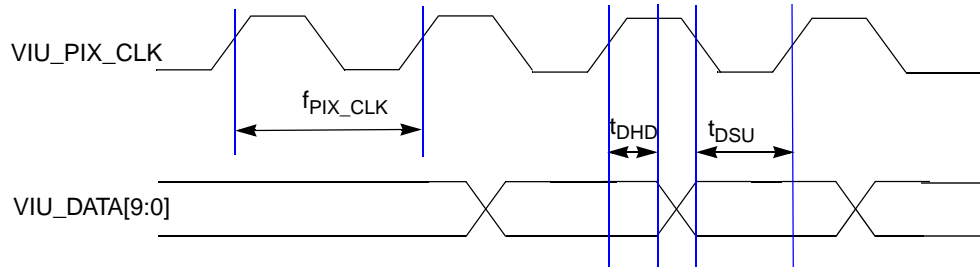 VIU_PIX_CLK
fPIX_CLK
tDHD
tDSU
VIU_DATA[9:0]